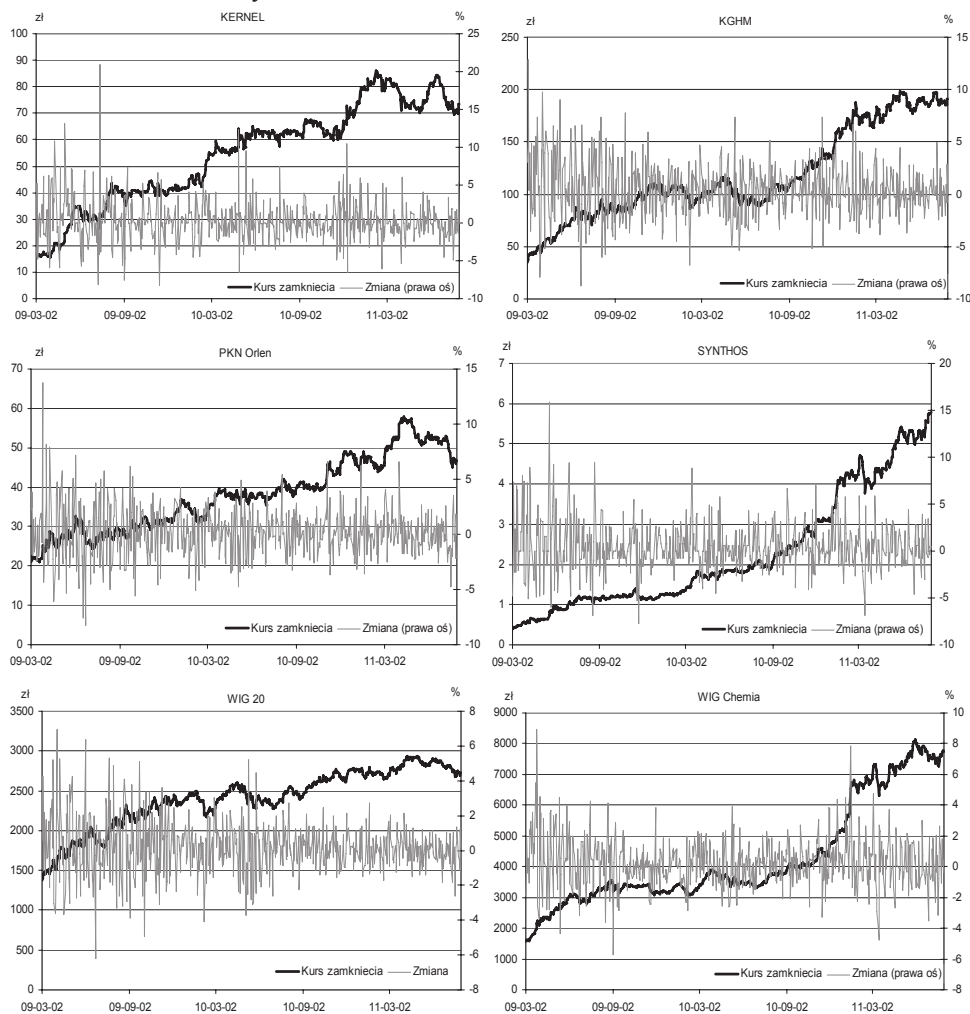 KERNEL
zł %
100 25
90 20
80
70 15
60 10
50
40 5
30 0
20
10 -5
0 -10
Kurs zamkniecia Zmiana (prawa oś)
09-03-02 09-09-02 10-03-02 10-09-02 11-03-02
KGHM
zł %
250 15
200 10
150 5
100 0
50 -5
0 -10
Kurs zamkniecia Zmiana (prawa oś)
09-03-02 09-09-02 10-03-02 10-09-02 11-03-02
PKN Orlen
zł %
70 15
60 10
50
40 5
30 0
20 -5
10
0 -10
Kurs zamkniecia Zmiana (prawa oś)
09-03-02 09-09-02 10-03-02 10-09-02 11-03-02
SYNTHOS
zł %
7 20
6 15
5 10
4
3 5
2 0
1 -5
0 -10
Kurs zamkniecia Zmiana (prawa oś)
09-03-02 09-09-02 10-03-02 10-09-02 11-03-02
WIG 20
zł %
3500 8
3000 6
2500 4
2000 2
1500 0
1000 -2
500 -4
0 -6
-8
Kurs zamkniecia Zmiana
09-03-02 09-09-02 10-03-02 10-09-02 11-03-02
WIG Chemia
zł %
9000 10
8000 8
7000 6
6000 4
5000 2
4000 0
3000 -2
2000 -4
1000 -6
0 -8
Kurs zamkniecia Zmiana (prawa oś)
09-03-02 09-09-02 10-03-02 10-09-02 11-03-02